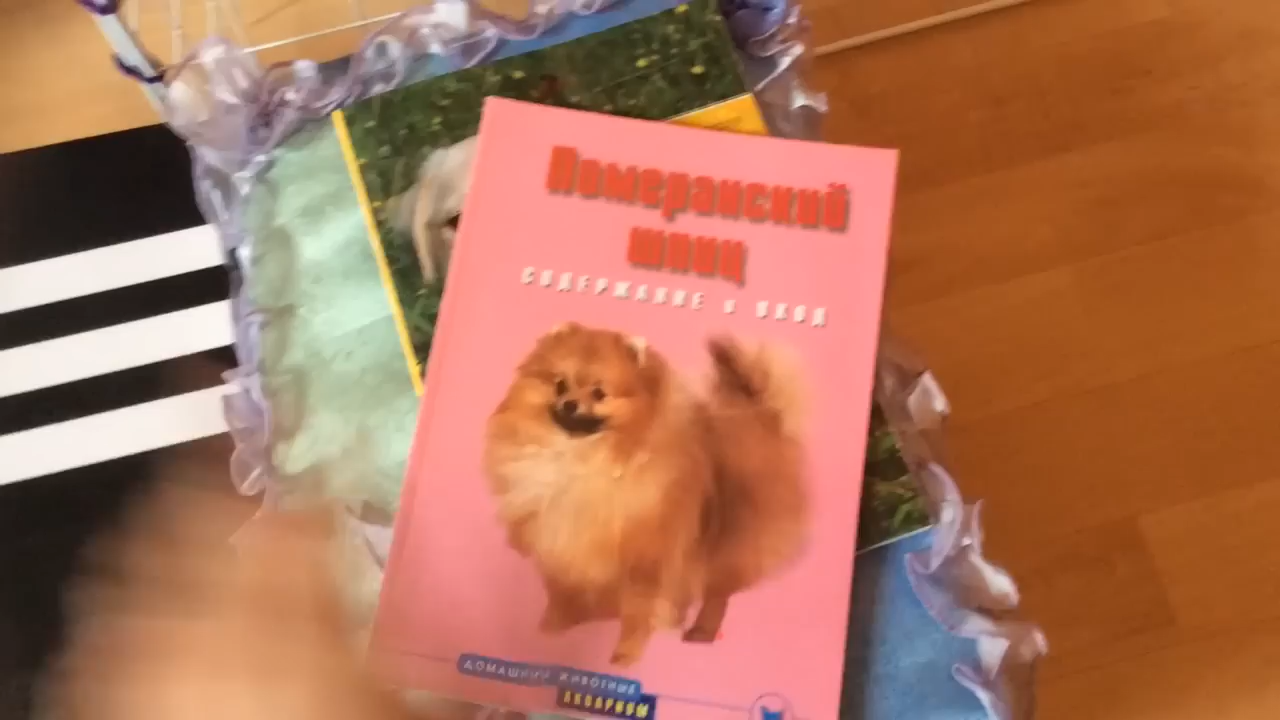 Померанский
шпиц
СОДЕРЖАНИЕ И УХОД
ДОМАШНИЕ ЖИВОТНЫЕ
АКВАРИУМ